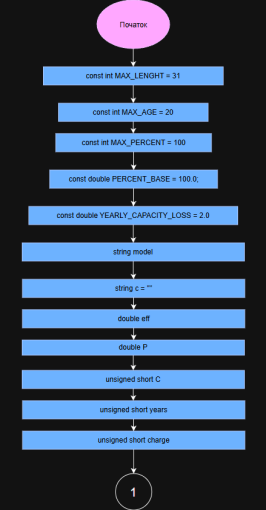 Початок
const int MAX_LENGHT = 31
const int MAX_AGE = 20
const int MAX_PERCENT = 100
const double PERCENT_BASE = 100.0;
const double YEARLY_CAPACITY_LOSS = 2.0
string model
string c = ""
double eff
double P
unsigned short C
unsigned short years
unsigned short charge
1